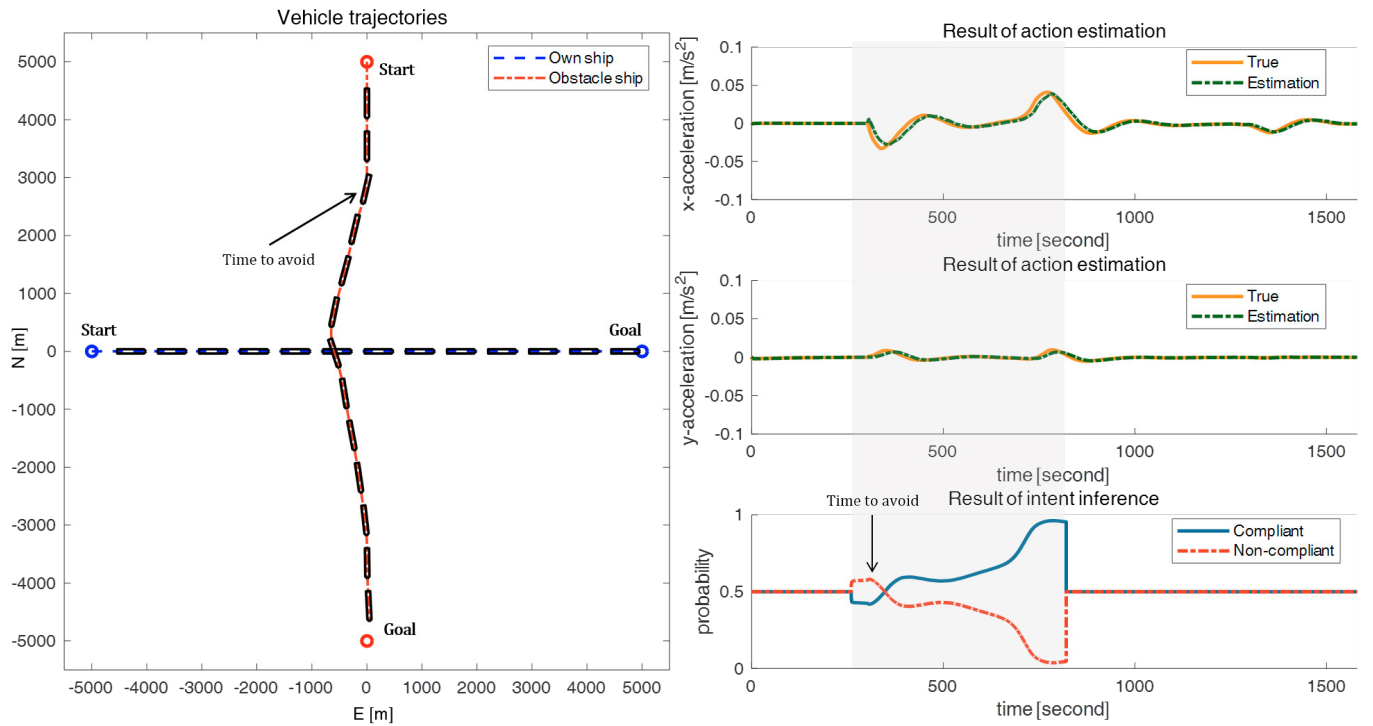 Vehicle trajectories
Own ship
Obstacle ship
5000
4000
3000
2000
1000
0
-1000
-2000
-3000
-4000
-5000
N [m]
Start
Time to avoid
Start
Goal
Goal
-5000 -4000 -3000 -2000 -1000 0 1000 2000 3000 4000 5000
E [m]
Result of action estimation
True
Estimation
0.1
0.05
0
-0.05
-0.1
x-acceleration [m/s²]
0 500 1000 1500
time [second]
Result of action estimation
True
Estimation
0.1
0.05
0
-0.05
-0.1
y-acceleration [m/s²]
0 500 1000 1500
time [second]
Time to avoid
Result of intent inference
Compliant
Non-compliant
1
0.5
0
probability
0 500 1000 1500
time [second]